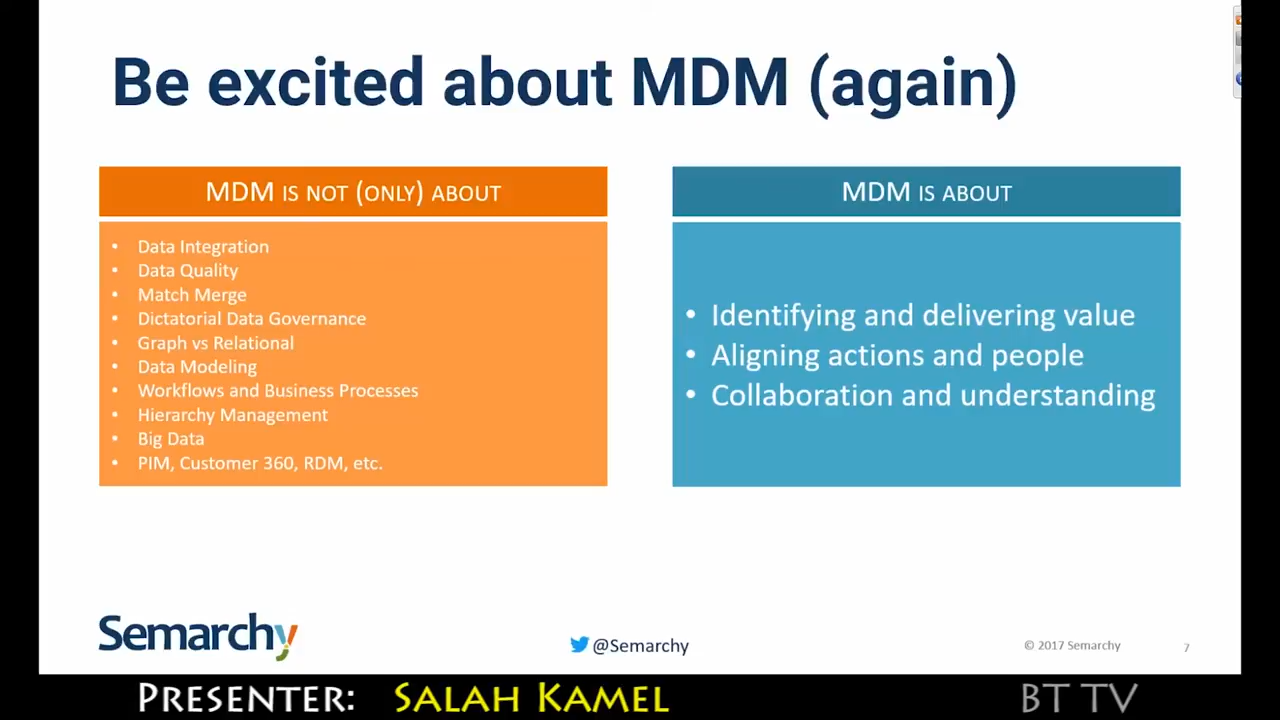 Be excited about MDM (again)
MDM IS NOT (ONLY) ABOUT
• Data Integration
• Data Quality
• Match Merge
• Dictatorial Data Governance
• Graph vs Relational
• Data Modeling
• Workflows and Business Processes
• Hierarchy Management
• Big Data
• PIM, Customer 360, RDM, etc.
MDM IS ABOUT
• Identifying and delivering value
• Aligning actions and people
• Collaboration and understanding
Semarchy
@Semarchy
© 2017 Semarchy
7
PRESENTER: SALAH KAMEL
BT TV